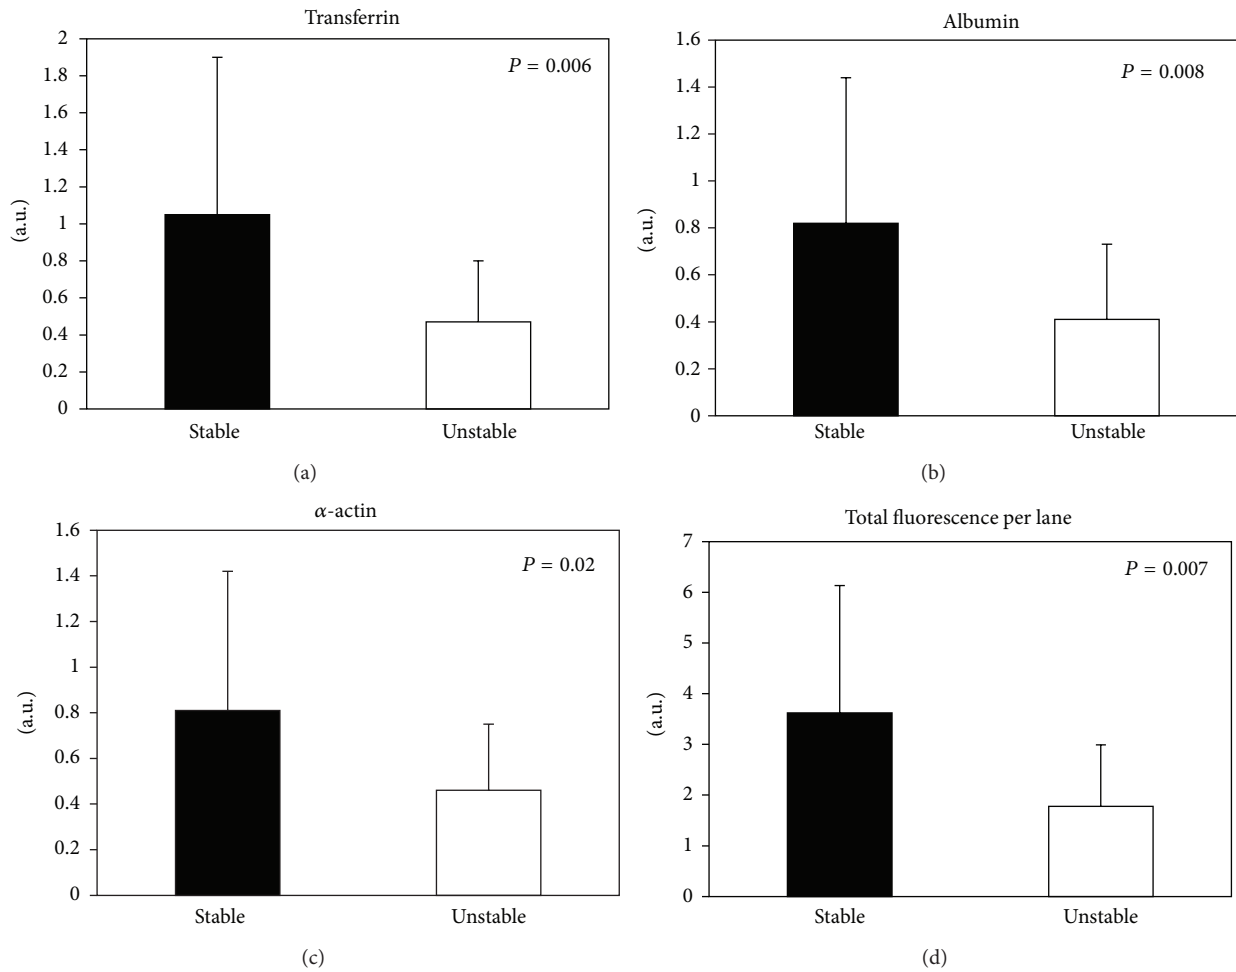 Transferrin
P = 0.006
2
1.8
1.6
1.4
1.2
1
0.8
0.6
0.4
0.2
0
(a.u.)
Stable Unstable
(a)
Albumin
P = 0.008
1.6
1.4
1.2
1
0.8
0.6
0.4
0.2
0
(a.u.)
Stable Unstable
(b)
α-actin
P = 0.02
1.6
1.4
1.2
1
0.8
0.6
0.4
0.2
0
(a.u.)
Stable Unstable
(c)
Total fluorescence per lane
P = 0.007
7
6
5
4
3
2
1
0
(a.u.)
Stable Unstable
(d)